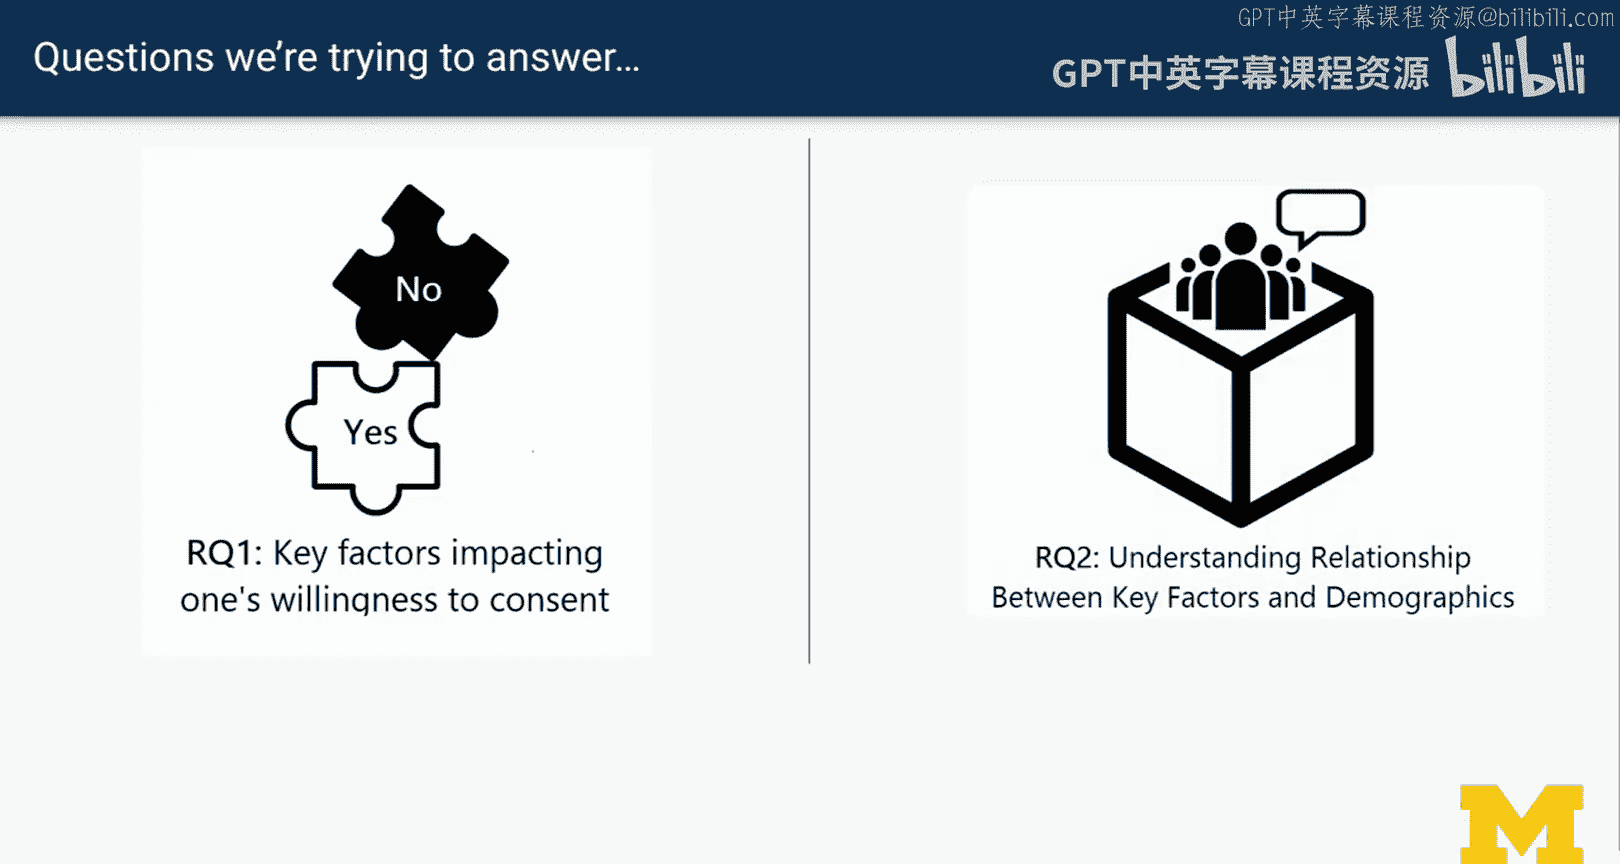 GPT中英字幕课程资源@bilibili.com
Questions we’re trying to answer...
GPT中英字幕课程资源 bilibili
No
Yes
RQ1: Key factors impacting
one's willingness to consent
RQ2: Understanding Relationship
Between Key Factors and Demographics
M